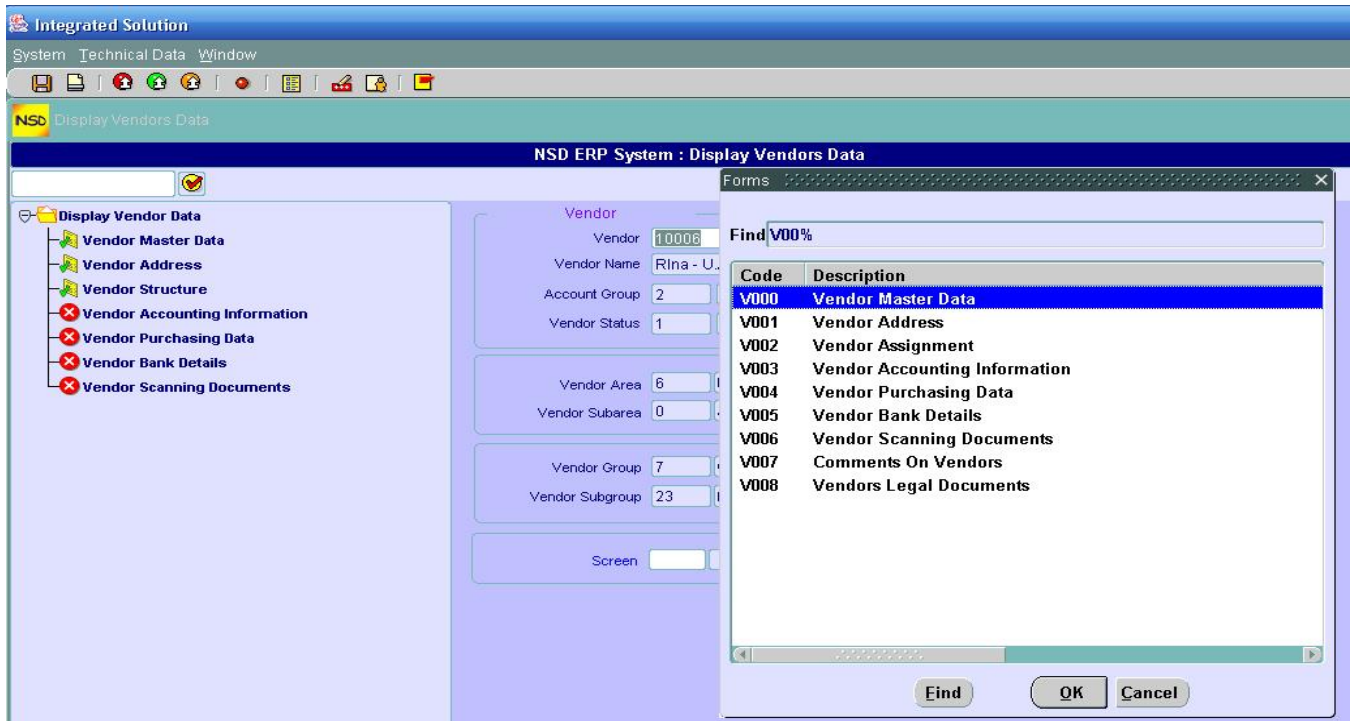 Integrated Solution
System Technical Data Window
NSD Display Vendors Data
NSD ERP System : Display Vendors Data
Display Vendor Data
Vendor Master Data
Vendor Address
Vendor Structure
Vendor Accounting Information
Vendor Purchasing Data
Vendor Bank Details
Vendor Scanning Documents
Vendor
Vendor 10006
Vendor Name RIna - U.
Account Group 2
Vendor Status 1
Vendor Area 6
Vendor Subarea 0
Vendor Group 7
Vendor Subgroup 23
Screen
Forms
Find V00%
Code Description
V000 Vendor Master Data
V001 Vendor Address
V002 Vendor Assignment
V003 Vendor Accounting Information
V004 Vendor Purchasing Data
V005 Vendor Bank Details
V006 Vendor Scanning Documents
V007 Comments On Vendors
V008 Vendors Legal Documents
Find OK Cancel